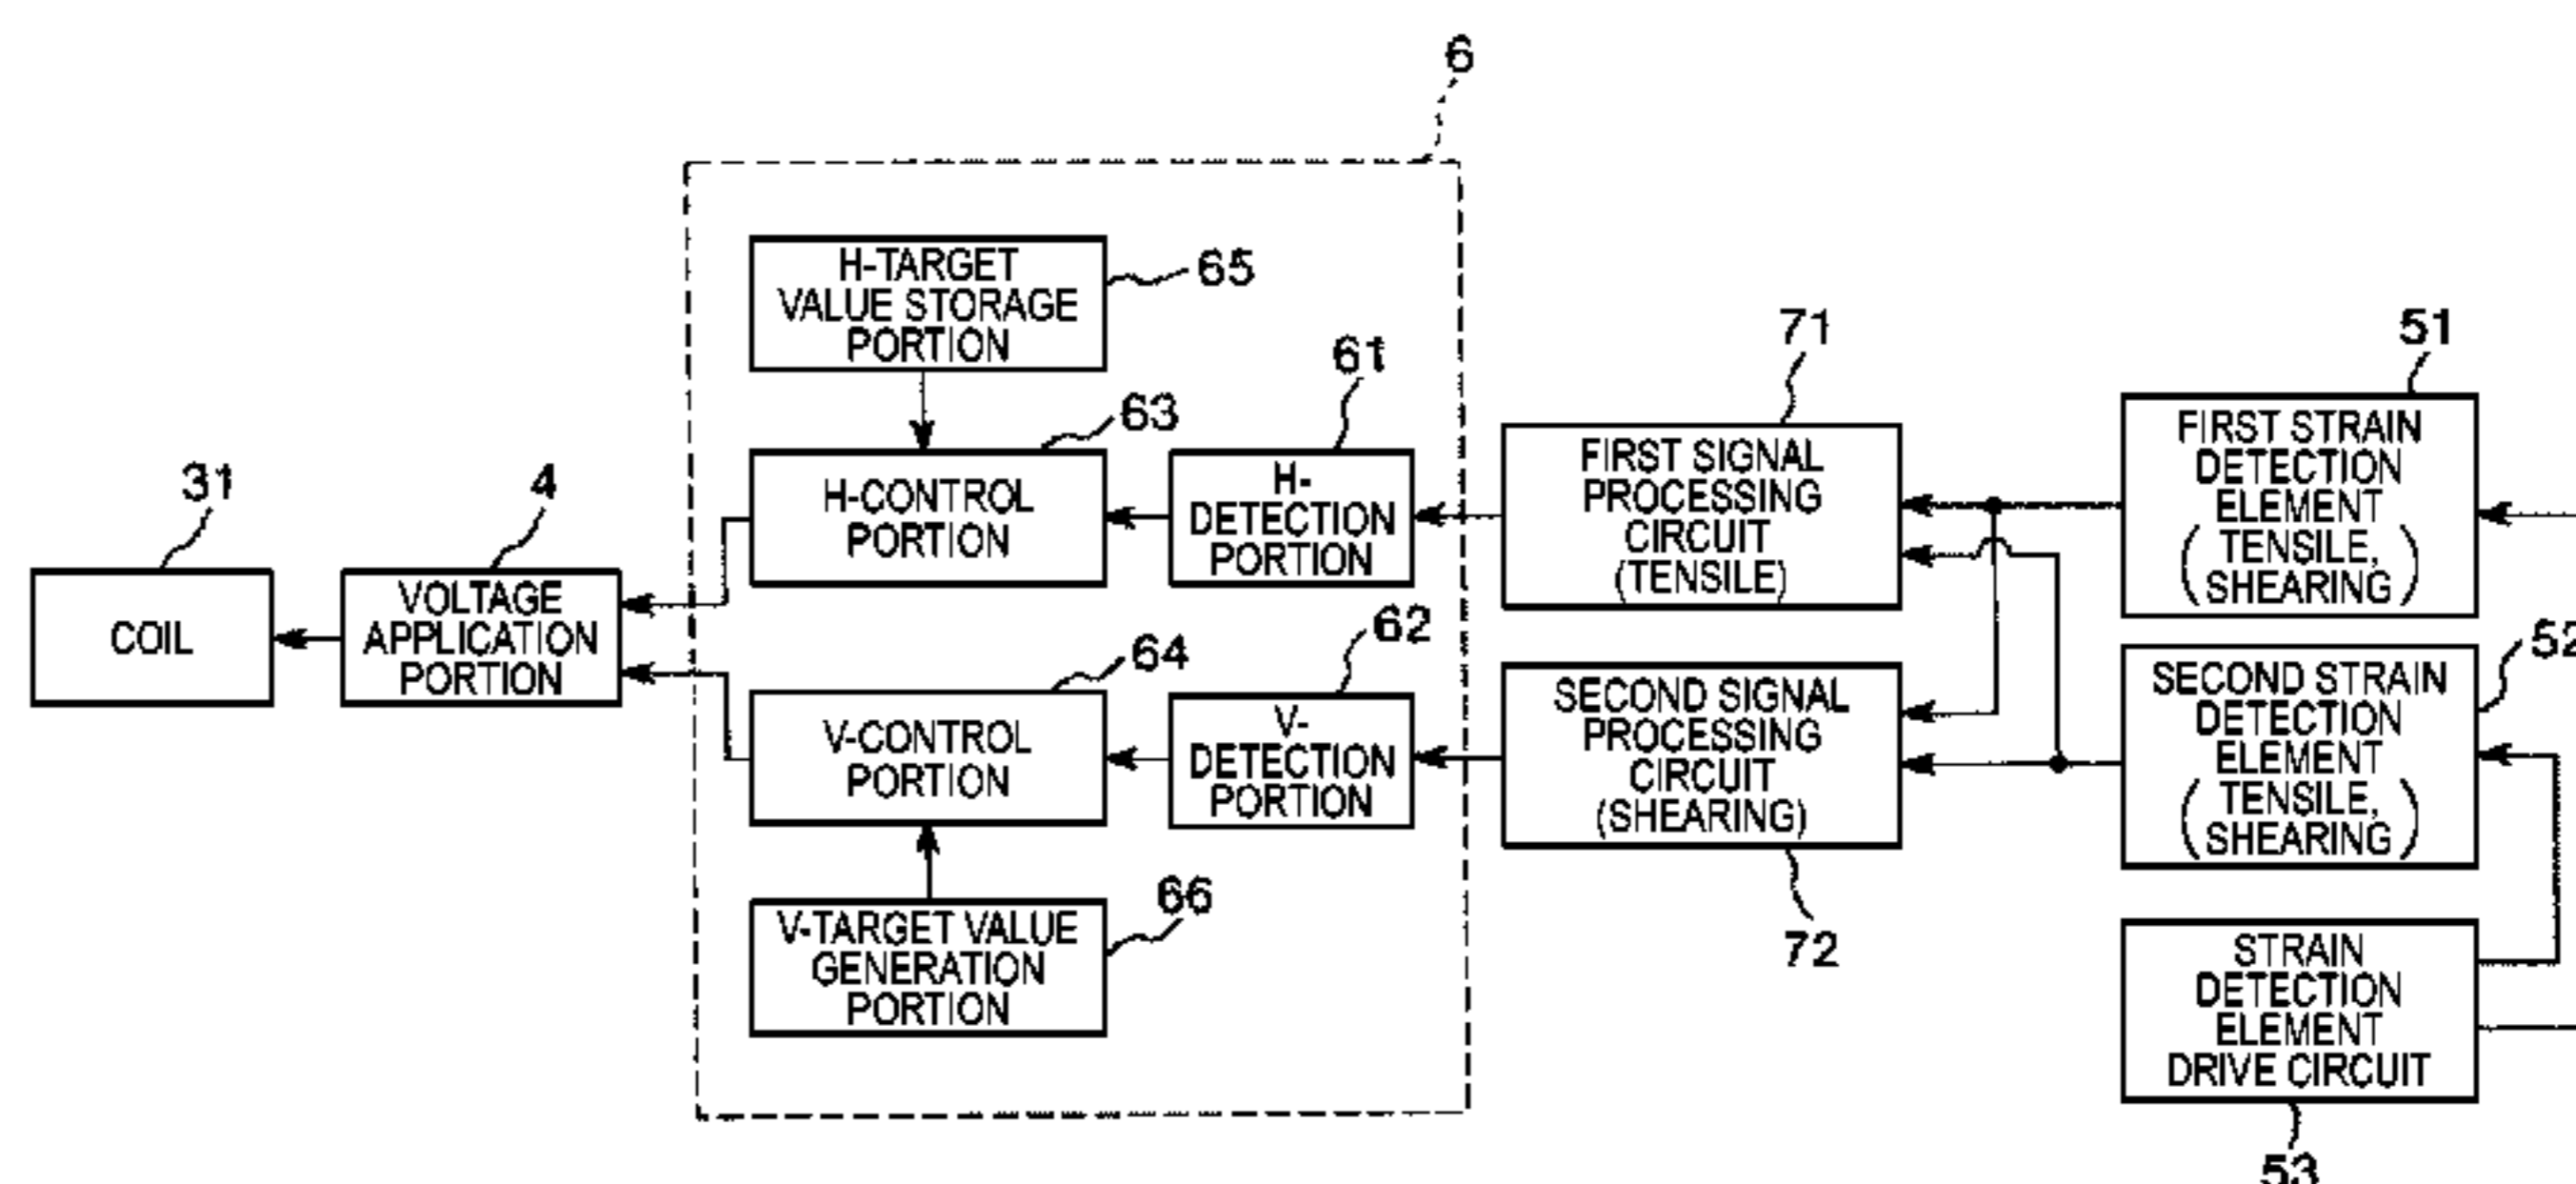 6
H-TARGET
VALUE STORAGE
PORTION
65
63
61
71
51
31
4
H-CONTROL
PORTION
H-
DETECTION
PORTION
FIRST SIGNAL
PROCESSING
CIRCUIT
(TENSILE)
FIRST STRAIN
DETECTION
ELEMENT
(TENSILE,
SHEARING)
COIL
VOLTAGE
APPLICATION
PORTION
64
62
52
V-CONTROL
PORTION
V-
DETECTION
PORTION
SECOND SIGNAL
PROCESSING
CIRCUIT
(SHEARING)
SECOND STRAIN
DETECTION
ELEMENT
(TENSILE,
SHEARING)
66
72
V-TARGET VALUE
GENERATION
PORTION
STRAIN
DETECTION
ELEMENT
DRIVE CIRCUIT
53